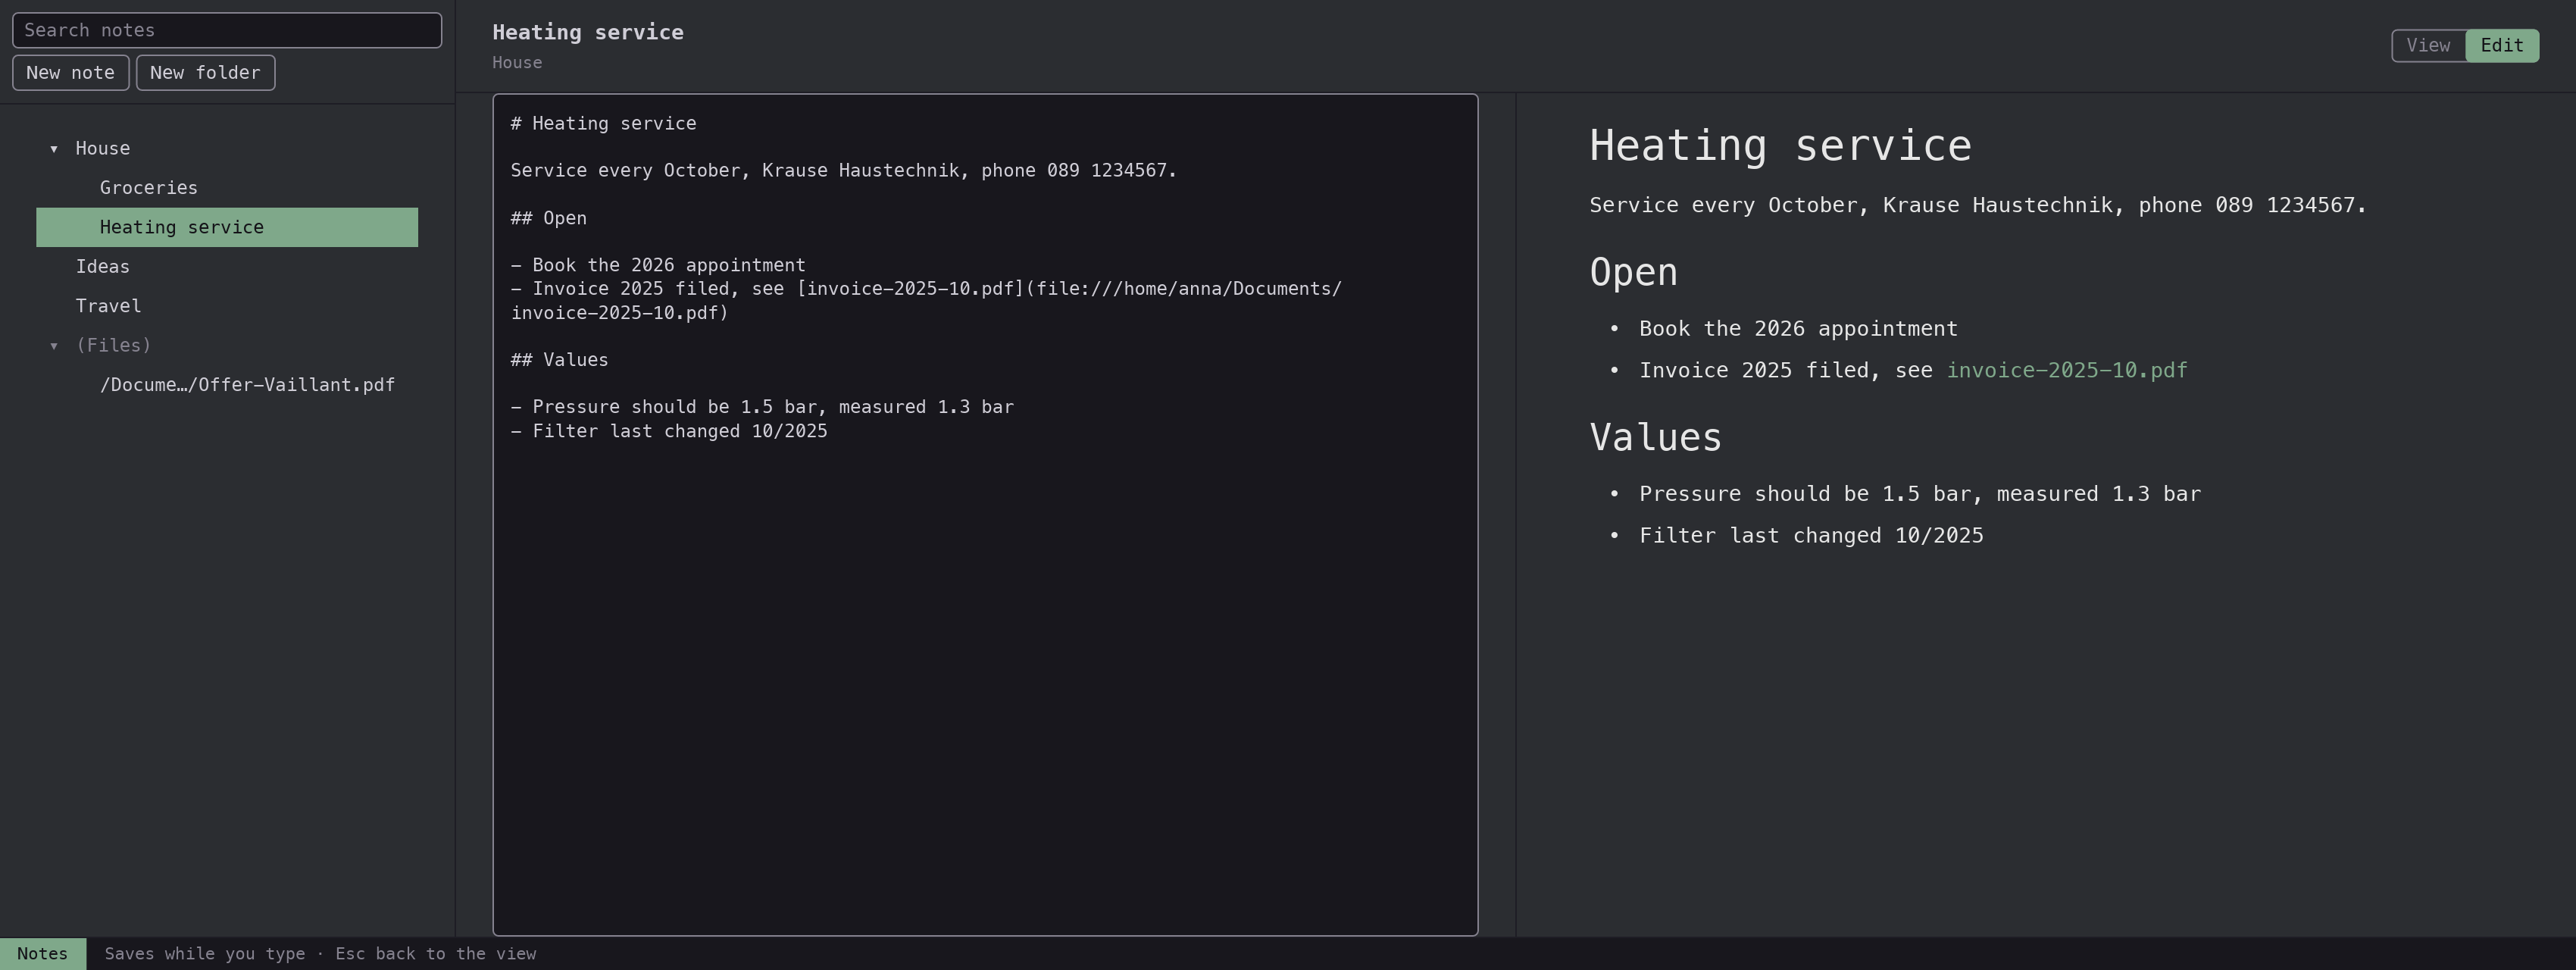 Search notes
New note
New folder
▾ House
Groceries
Heating service
Ideas
Travel
▾ (Files)
/Docume…/Offer-Vaillant.pdf
Heating service
House
View
Edit
# Heating service
Service every October, Krause Haustechnik, phone 089 1234567.
## Open
- Book the 2026 appointment
- Invoice 2025 filed, see [invoice-2025-10.pdf](file:///home/anna/Documents/
invoice-2025-10.pdf)
## Values
- Pressure should be 1.5 bar, measured 1.3 bar
- Filter last changed 10/2025
Heating service
Service every October, Krause Haustechnik, phone 089 1234567.
Open
• Book the 2026 appointment
• Invoice 2025 filed, see invoice-2025-10.pdf
Values
• Pressure should be 1.5 bar, measured 1.3 bar
• Filter last changed 10/2025
Notes
Saves while you type · Esc back to the view